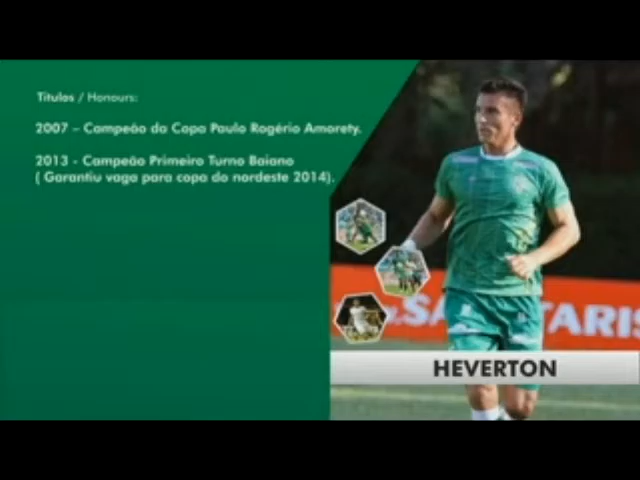 Títulos / Honours:
2007 – Campeão da Copa Paulo Rogério Amorety.
2013 - Campeão Primeiro Turno Baiano
( Garantiu vaga para copa do nordeste 2014).
HEVERTON